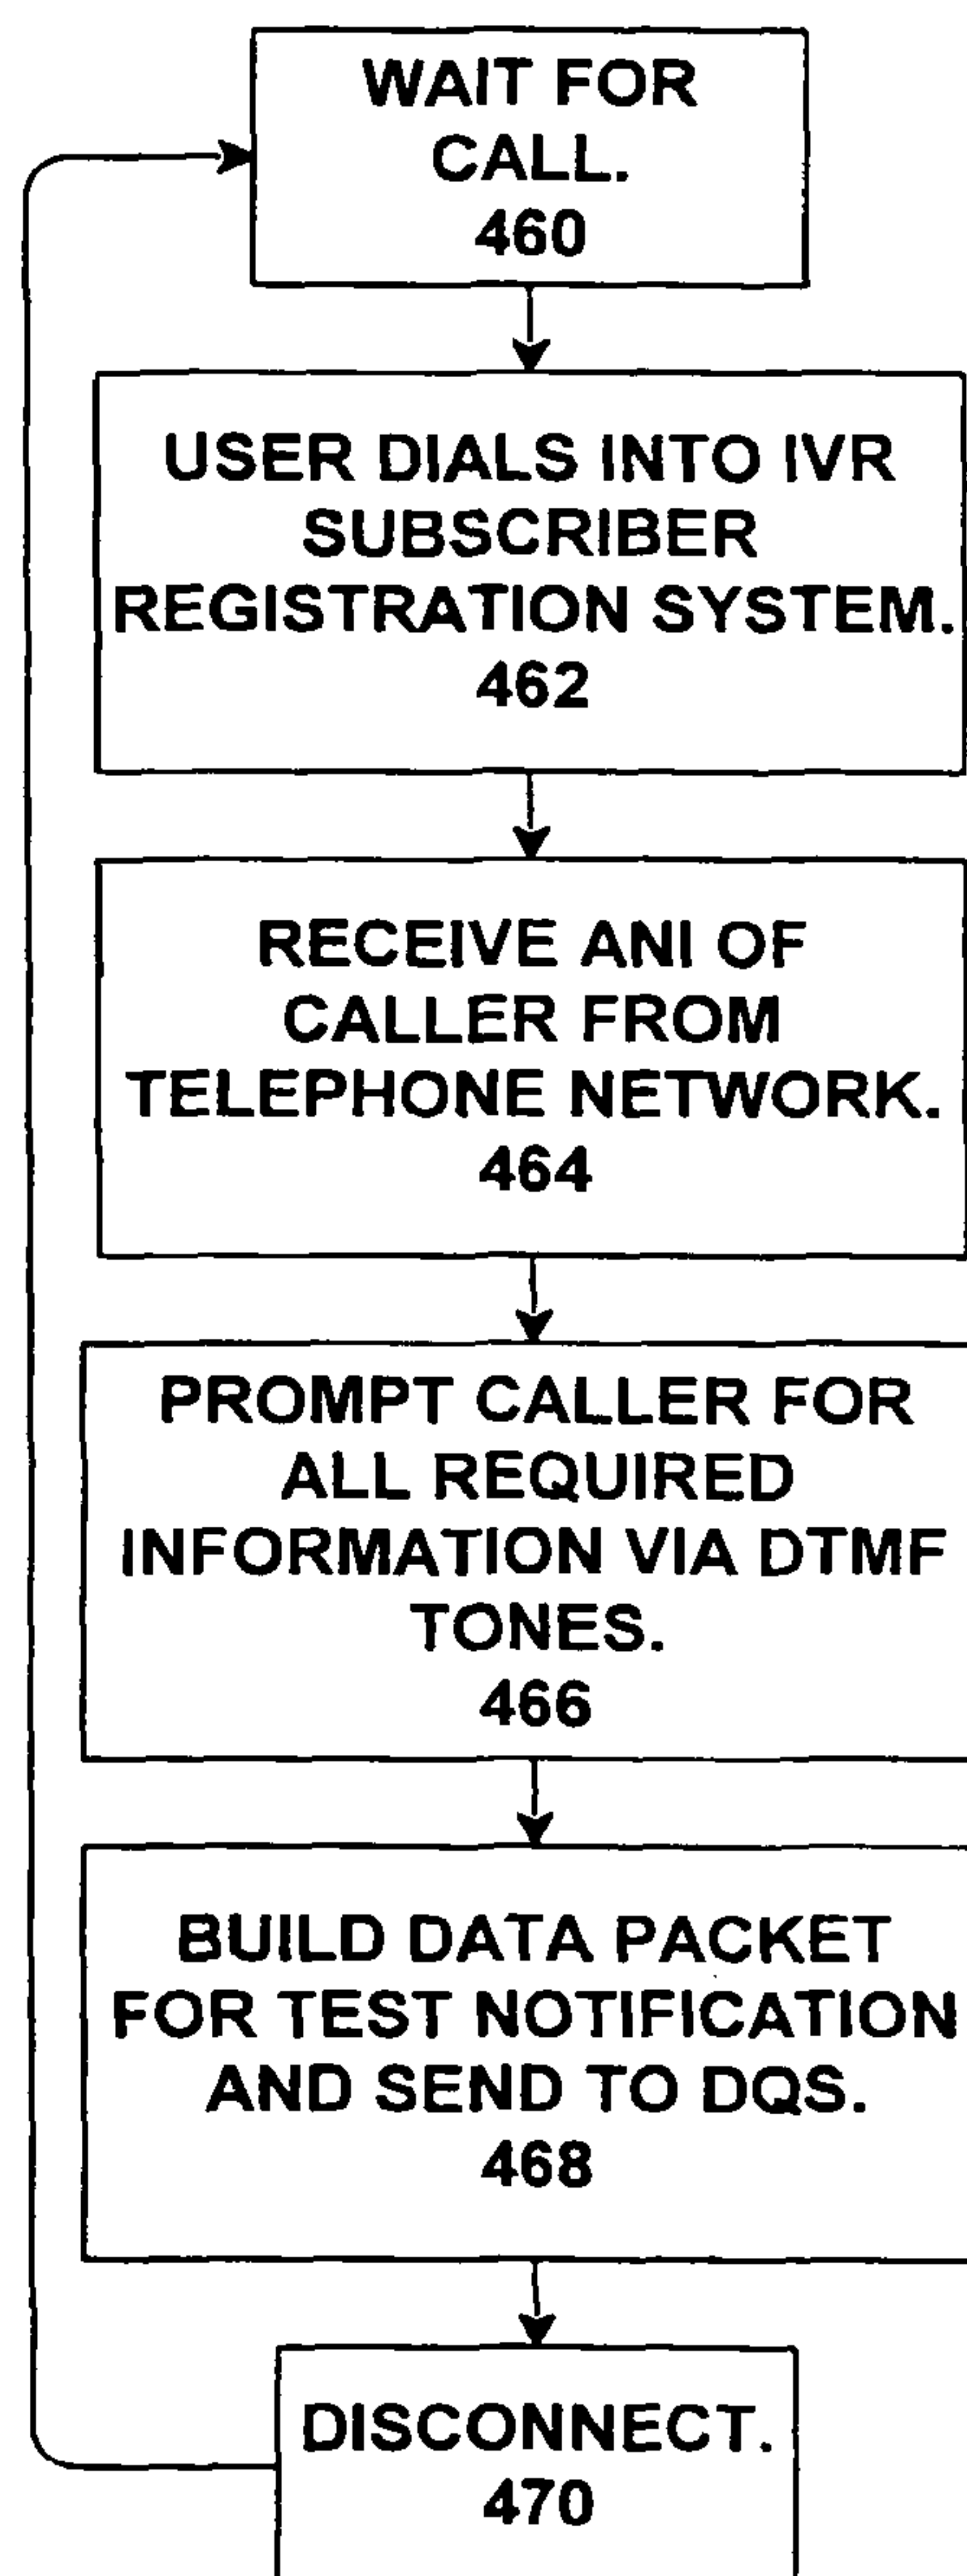 WAIT FOR
CALL.
460
USER DIALS INTO IVR
SUBSCRIBER
REGISTRATION SYSTEM.
462
RECEIVE ANI OF
CALLER FROM
TELEPHONE NETWORK.
464
PROMPT CALLER FOR
ALL REQUIRED
INFORMATION VIA DTMF
TONES.
466
BUILD DATA PACKET
FOR TEST NOTIFICATION
AND SEND TO DQS.
468
DISCONNECT.
470